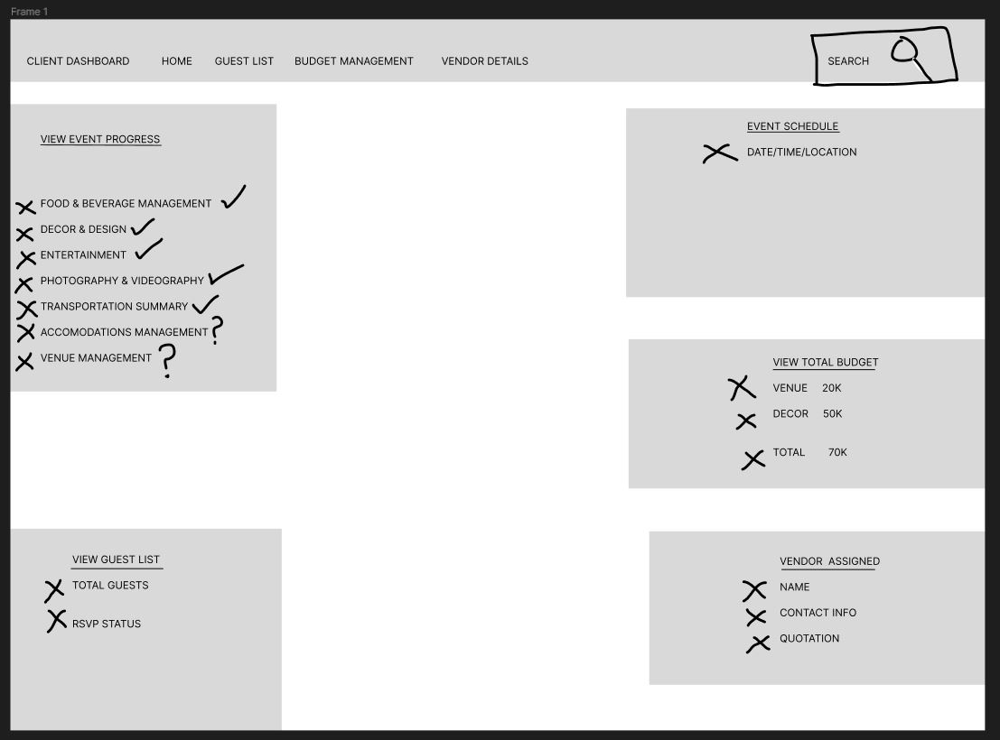 Frame 1
CLIENT DASHBOARD HOME GUEST LIST BUDGET MANAGEMENT VENDOR DETAILS SEARCH
VIEW EVENT PROGRESS
FOOD & BEVERAGE MANAGEMENT
DECOR & DESIGN
ENTERTAINMENT
PHOTOGRAPHY & VIDEOGRAPHY
TRANSPORTATION SUMMARY
ACCOMODATIONS MANAGEMENT ?
VENUE MANAGEMENT ?
EVENT SCHEDULE
DATE/TIME/LOCATION
VIEW TOTAL BUDGET
VENUE 20K
DECOR 50K
TOTAL 70K
VIEW GUEST LIST
TOTAL GUESTS
RSVP STATUS
VENDOR ASSIGNED
NAME
CONTACT INFO
QUOTATION